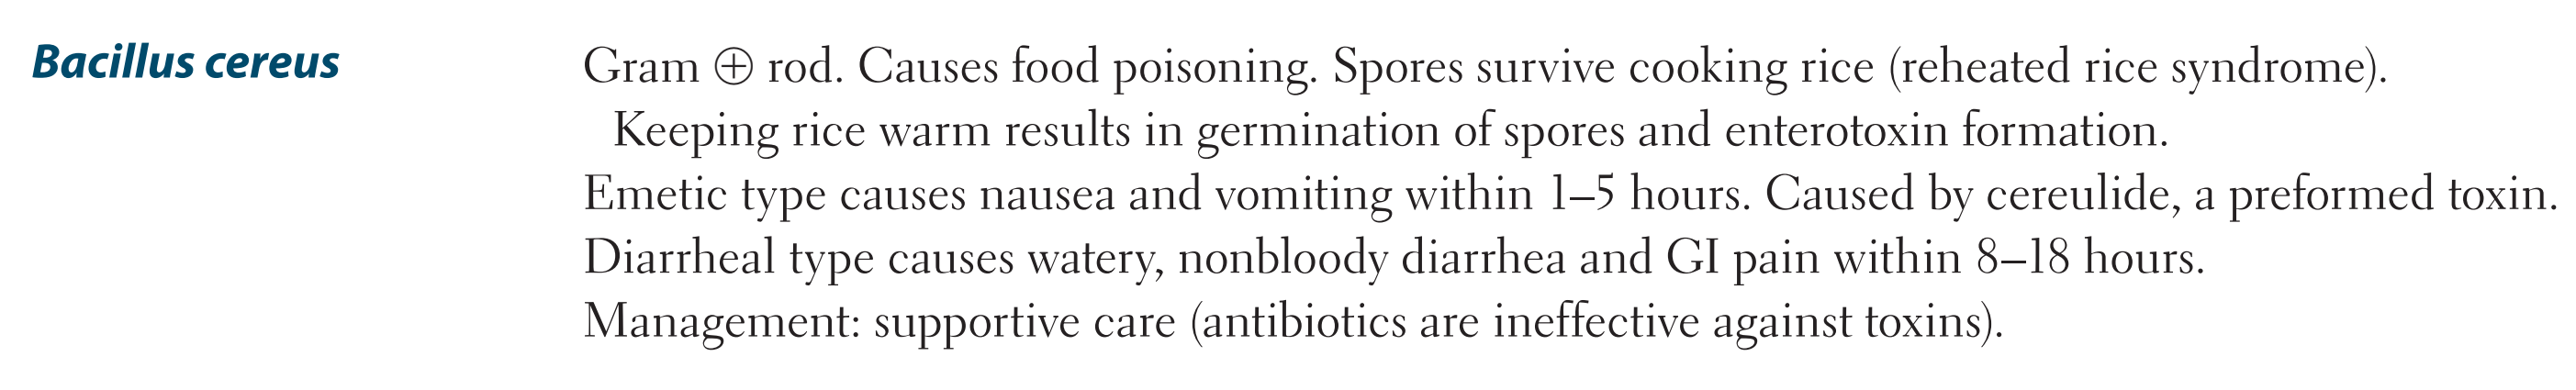 Bacillus cereus
Gram ⊕ rod. Causes food poisoning. Spores survive cooking rice (reheated rice syndrome).
Keeping rice warm results in germination of spores and enterotoxin formation.
Emetic type causes nausea and vomiting within 1–5 hours. Caused by cereulide, a preformed toxin.
Diarrheal type causes watery, nonbloody diarrhea and GI pain within 8–18 hours.
Management: supportive care (antibiotics are ineffective against toxins).